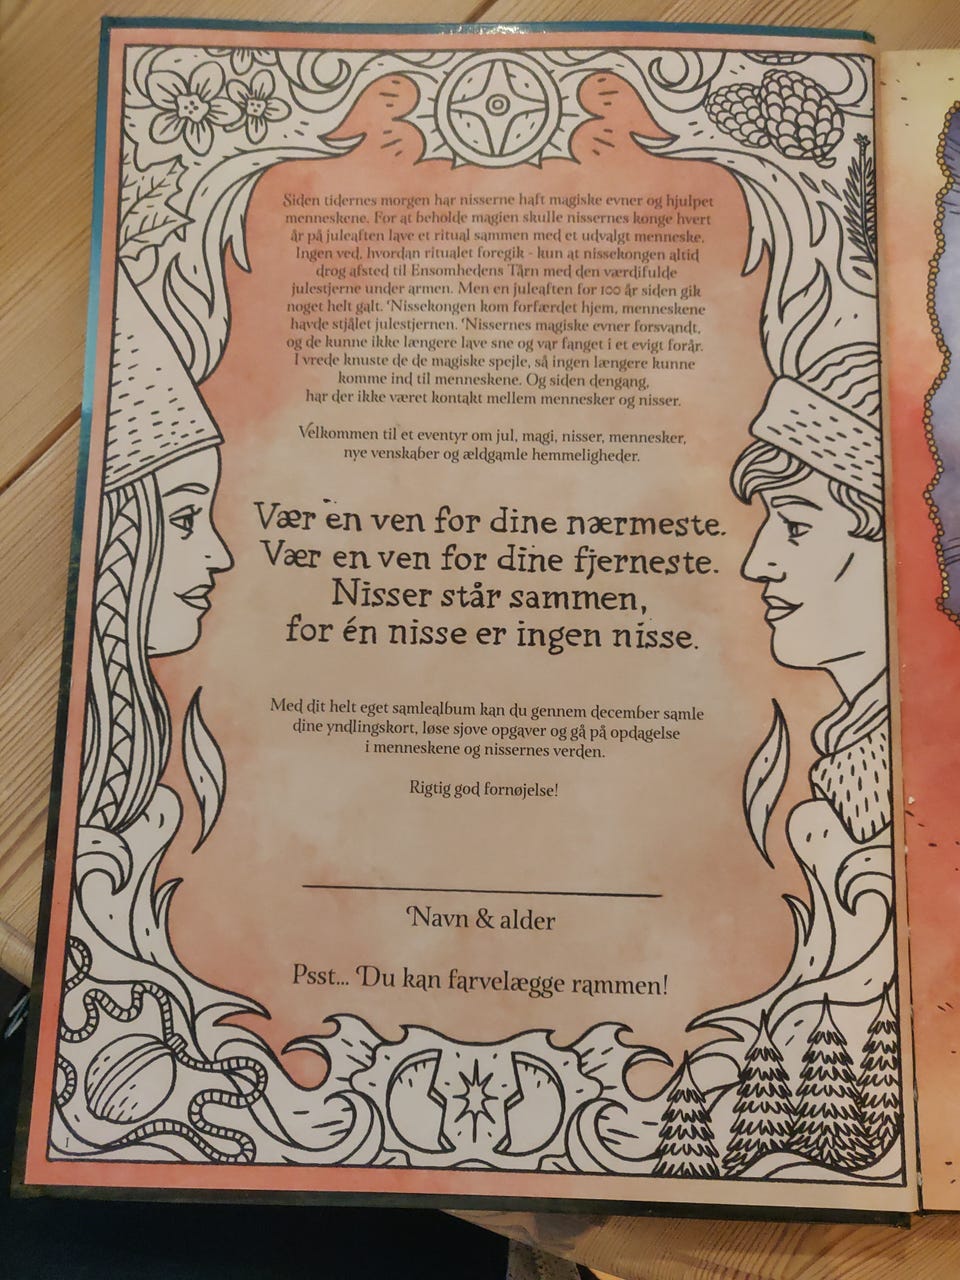 Siden tidernes morgen har nisserne haft magiske evner og hjulpet
menneskene. For at beholde magien skulle nissernes konge hvert
år på juleaften lave et ritual sammen med et udvalgt menneske.
Ingen ved, hvordan ritualet foregik - kun at nissekongen altid
drog afsted til Ensomhedens Tårn med den værdifulde
julestjerne under armen. Men en juleaften for 100 år siden gik
noget helt galt. Nissekongen kom forfærdet hjem, menneskene
havde stjålet julestjernen. Nissernes magiske evner forsvandt,
og de kunne ikke længere lave sne og var fanget i et evigt forår.
I vrede knuste de de magiske spejle, så ingen længere kunne
komme ind til menneskene. Og siden dengang,
har der ikke været kontakt mellem mennesker og nisser.
Velkommen til et eventyr om jul, magi, nisser, mennesker,
nye venskaber og ældgamle hemmeligheder.
Vær en ven for dine nærmeste.
Vær en ven for dine fjerneste.
Nisser står sammen,
for én nisse er ingen nisse.
Med dit helt eget samlealbum kan du gennem december samle
dine yndlingskort, løse sjove opgaver og gå på opdagelse
i menneskene og nissernes verden.
Rigtig god fornøjelse!
Navn & alder
Psst... Du kan farvelægge rammen!
1